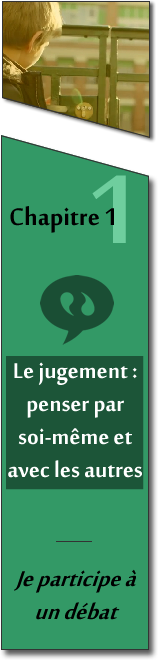 1
Chapitre 1
Le jugement :
penser par
soi-même et
avec les autres
Je participe à
un débat